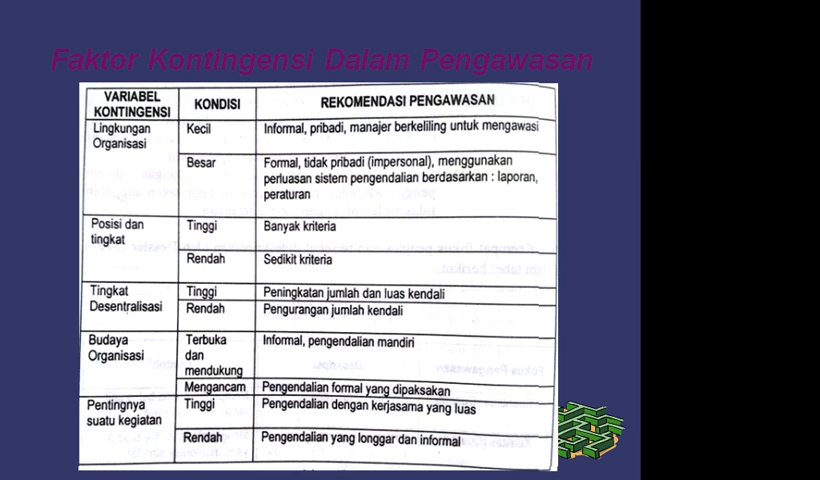 Faktor Kontingensi Dalam Pengawasan
VARIABEL KONTINGENSI | KONDISI | REKOMENDASI PENGAWASAN
Lingkungan Organisasi | Kecil | Informal, pribadi, manajer berkeliling untuk mengawasi
Besar | Formal, tidak pribadi (impersonal), menggunakan
perluasan sistem pengendalian berdasarkan : laporan,
peraturan
Posisi dan tingkat | Tinggi | Banyak kriteria
Rendah | Sedikit kriteria
Tingkat Desentralisasi | Tinggi | Peningkatan jumlah dan luas kendali
Rendah | Pengurangan jumlah kendali
Budaya Organisasi | Terbuka dan mendukung | Informal, pengendalian mandiri
Mengancam | Pengendalian formal yang dipaksakan
Pentingnya suatu kegiatan | Tinggi | Pengendalian dengan kerjasama yang luas
Rendah | Pengendalian yang longgar dan informal